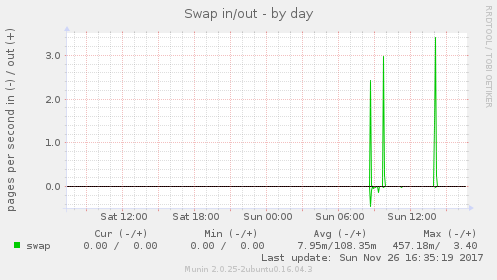 Swap in/out - by day
RRDTOOL / TOBI OETIKER
pages per second in (-) / out (+)
3.0
2.0
1.0
0.0
Sat 12:00 Sat 18:00 Sun 00:00 Sun 06:00 Sun 12:00
Cur (-/+) Min (-/+) Avg (-/+) Max (-/+)
swap 0.00 / 0.00 0.00 / 0.00 7.95m/108.35m 457.18m/ 3.40
Last update: Sun Nov 26 16:35:19 2017
Munin 2.0.25-2ubuntu0.16.04.3